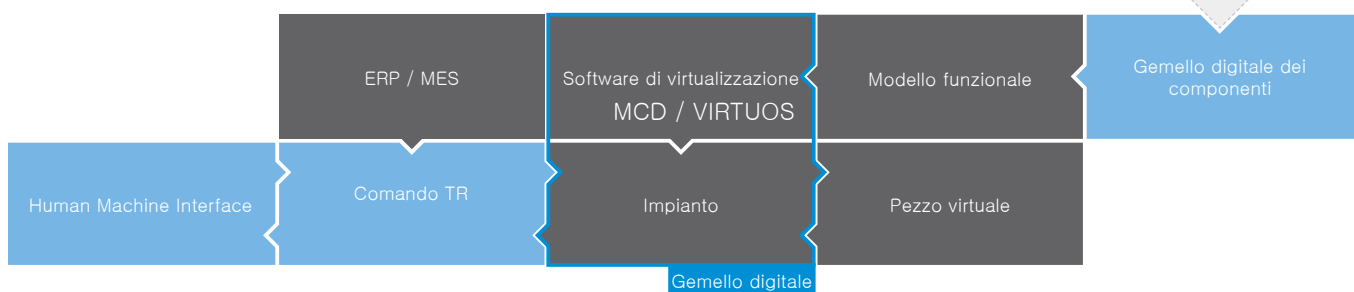 ERP / MES
Software di virtualizzazione
MCD / VIRTUOS
Modello funzionale
Gemello digitale dei
componenti
Human Machine Interface
Comando TR
Impianto
Pezzo virtuale
Gemello digitale